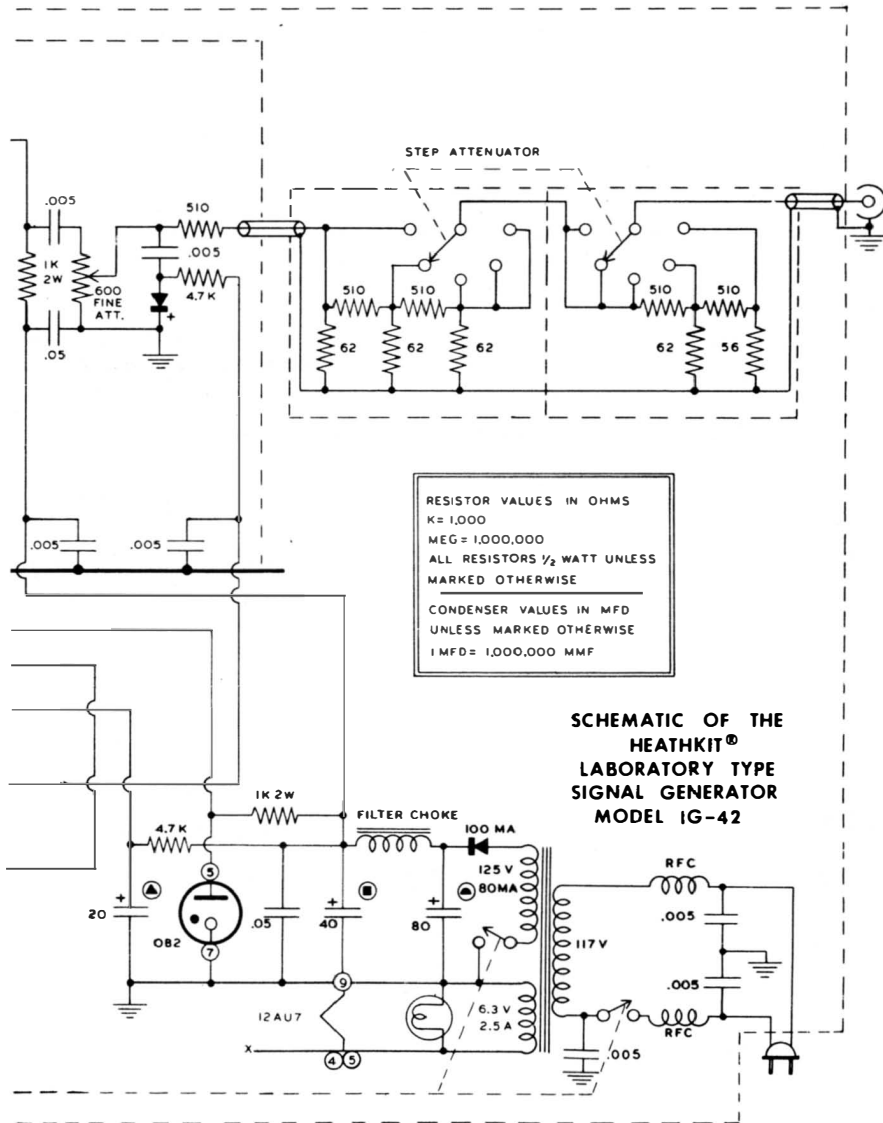 STEP ATTENUATOR
.005
510
.005
1K
2W
600
FINE
ATT.
4.7K
.05
510
510
510
510
62
62
62
62
56
.005
.005
RESISTOR VALUES IN OHMS
K= 1,000
MEG= 1,000,000
ALL RESISTORS ½ WATT UNLESS
MARKED OTHERWISE
CONDENSER VALUES IN MFD
UNLESS MARKED OTHERWISE
1 MFD= 1,000,000 MMF
SCHEMATIC OF THE
HEATHKIT®
LABORATORY TYPE
SIGNAL GENERATOR
MODEL IG-42
1K 2W
FILTER CHOKE
4.7K
100 MA
125V
80MA
RFC
5
+
20
OB2
7
.05
+
40
+
80
117V
.005
.005
9
12AU7
6.3 V
2.5 A
RFC
X
4 5
.005